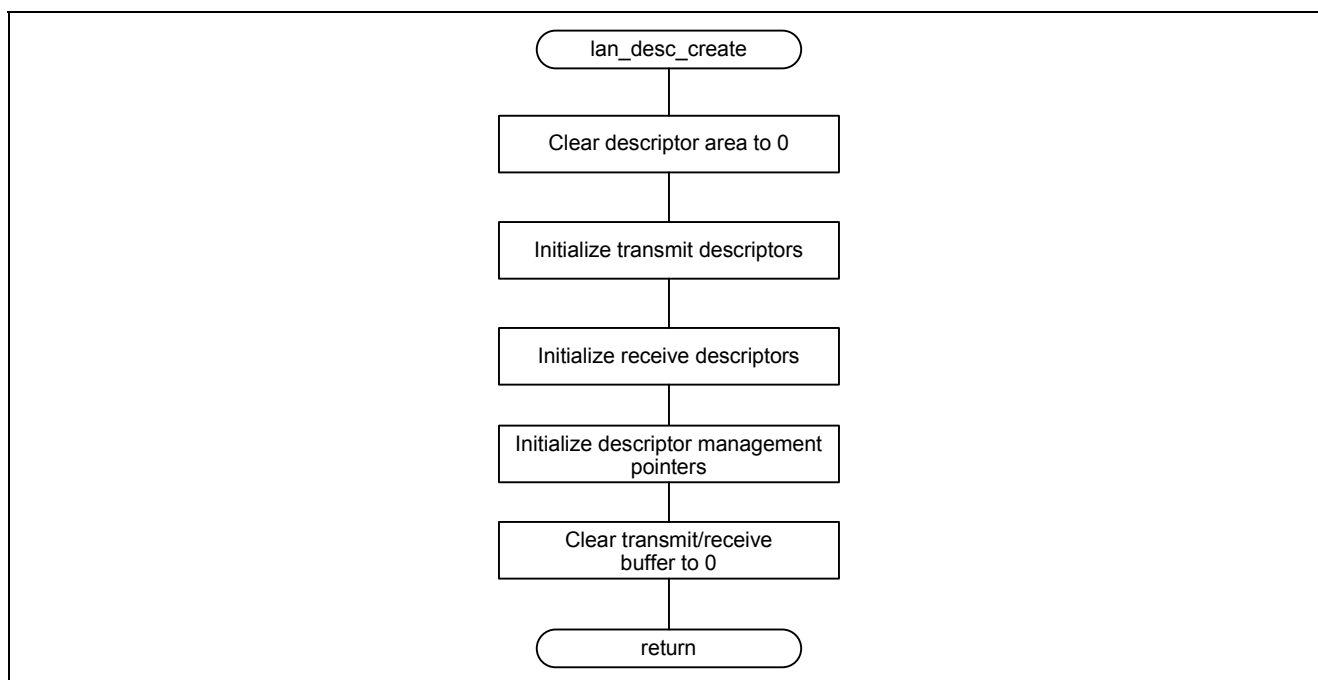 lan_desc_create
Clear descriptor area to 0
Initialize transmit descriptors
Initialize receive descriptors
Initialize descriptor management
pointers
Clear transmit/receive
buffer to 0
return